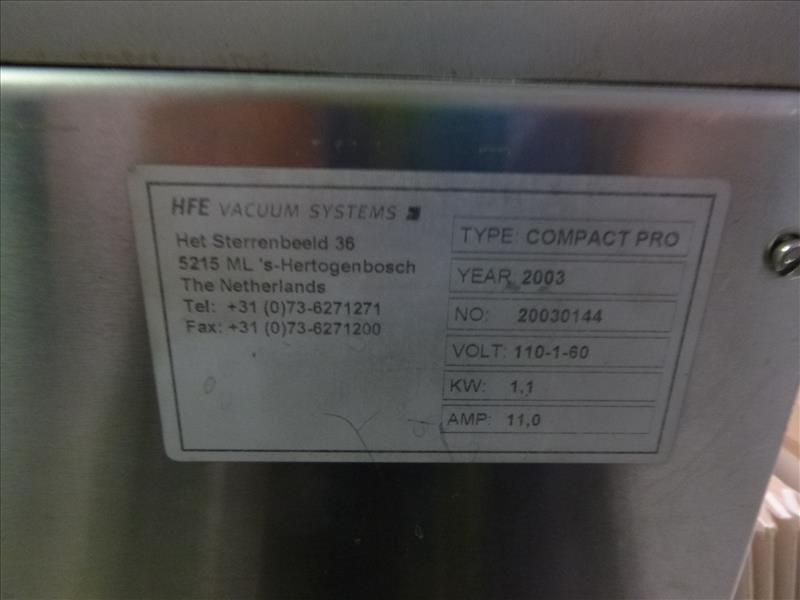 HFE VACUUM SYSTEMS
Het Sterrenbeeld 36
5215 ML 's-Hertogenbosch
The Netherlands
Tel: +31 (0)73-6271271
Fax: +31 (0)73-6271200
TYPE: COMPACT PRO
YEAR 2003
NO: 20030144
VOLT: 110-1-60
KW: 1,1
AMP: 11,0